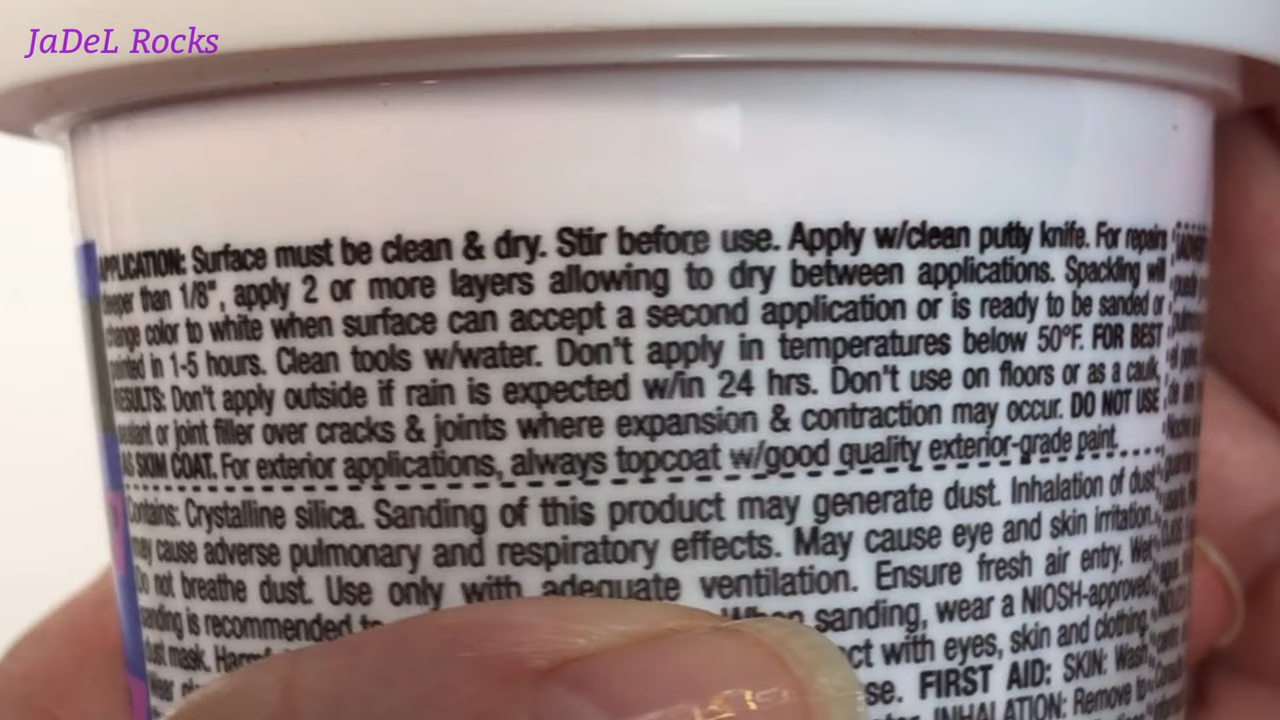 JaDeL Rocks
APPLICATION: Surface must be clean & dry. Stir before use. Apply w/clean putty knife. For repairs
deeper than 1/8", apply 2 or more layers allowing to dry between applications. Spackling will
change color to white when surface can accept a second application or is ready to be sanded or
painted in 1-5 hours. Clean tools w/water. Don't apply in temperatures below 50°F. FOR BEST
RESULTS: Don't apply outside if rain is expected w/in 24 hrs. Don't use on floors or as a caulk,
sealant or joint filler over cracks & joints where expansion & contraction may occur. DO NOT USE
AS SKIM COAT. For exterior applications, always topcoat w/good quality exterior-grade paint.
Contains: Crystalline silica. Sanding of this product may generate dust. Inhalation of dust
may cause adverse pulmonary and respiratory effects. May cause eye and skin irritation.
Do not breathe dust. Use only with adequate ventilation. Ensure fresh air entry. Wet
sanding is recommended to When sanding, wear a NIOSH-approved
dust mask. with eyes, skin and clothing.
FIRST AID: SKIN: Wash
INHALATION: Remove to